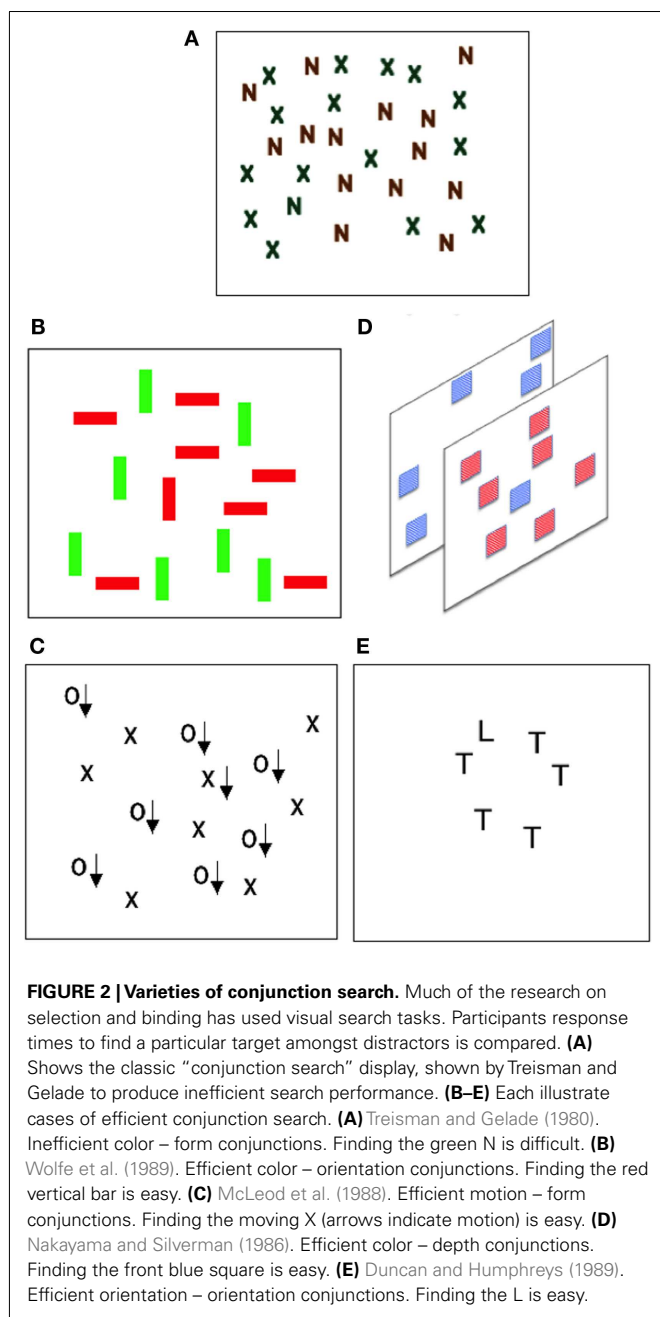 A
N
N X X
X X
N
X X
X N N
N N
N N X
X
X X
N N N
N
X X X
N
X N
B
D
C
O
X
X O
O
X X
X
O
X
O
O
O X
X
E
L T
T T
T T
FIGURE 2 | Varieties of conjunction search. Much of the research on
selection and binding has used visual search tasks. Participants response
times to find a particular target amongst distractors is compared. (A)
Shows the classic "conjunction search" display, shown by Treisman and
Gelade to produce inefficient search performance. (B–E) Each illustrate
cases of efficient conjunction search. (A) Treisman and Gelade (1980).
Inefficient color – form conjunctions. Finding the green N is difficult. (B)
Wolfe et al. (1989). Efficient color – orientation conjunctions. Finding the red
vertical bar is easy. (C) McLeod et al. (1988). Efficient motion – form
conjunctions. Finding the moving X (arrows indicate motion) is easy. (D)
Nakayama and Silverman (1986). Efficient color – depth conjunctions.
Finding the front blue square is easy. (E) Duncan and Humphreys (1989).
Efficient orientation – orientation conjunctions. Finding the L is easy.